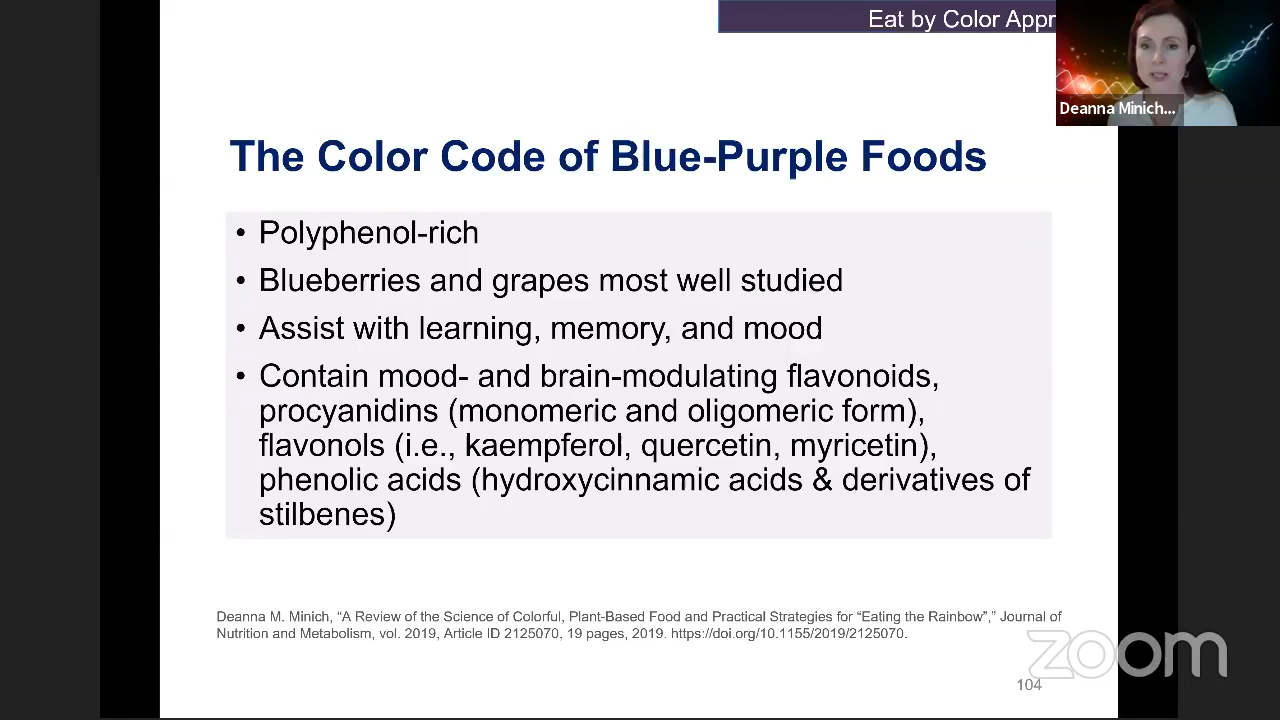 Eat by Color Appr
Deanna Minich...
The Color Code of Blue-Purple Foods
• Polyphenol-rich
• Blueberries and grapes most well studied
• Assist with learning, memory, and mood
• Contain mood- and brain-modulating flavonoids,
procyanidins (monomeric and oligomeric form),
flavonols (i.e., kaempferol, quercetin, myricetin),
phenolic acids (hydroxycinnamic acids & derivatives of
stilbenes)
Deanna M. Minich, “A Review of the Science of Colorful, Plant-Based Food and Practical Strategies for “Eating the Rainbow”,” Journal of
Nutrition and Metabolism, vol. 2019, Article ID 2125070, 19 pages, 2019. https://doi.org/10.1155/2019/2125070.
zoom
104